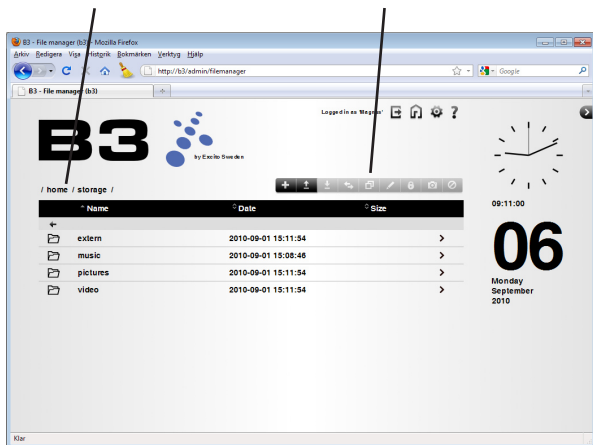 B3 - File manager (b3) - Mozilla Firefox
Arkiv Redigera Visa Historik Bokmärken Verktyg Hjälp
http://b3/admin/filemanager
Google
B3 - File manager (b3)
Logged in as 'Magnus'
?
B3
by Excito Sweden
/ home / storage /
Name Date Size
extern 2010-09-01 15:11:54
music 2010-09-01 15:08:46
pictures 2010-09-01 15:11:54
video 2010-09-01 15:11:54
09:11:00
06
Monday
September
2010
Klar